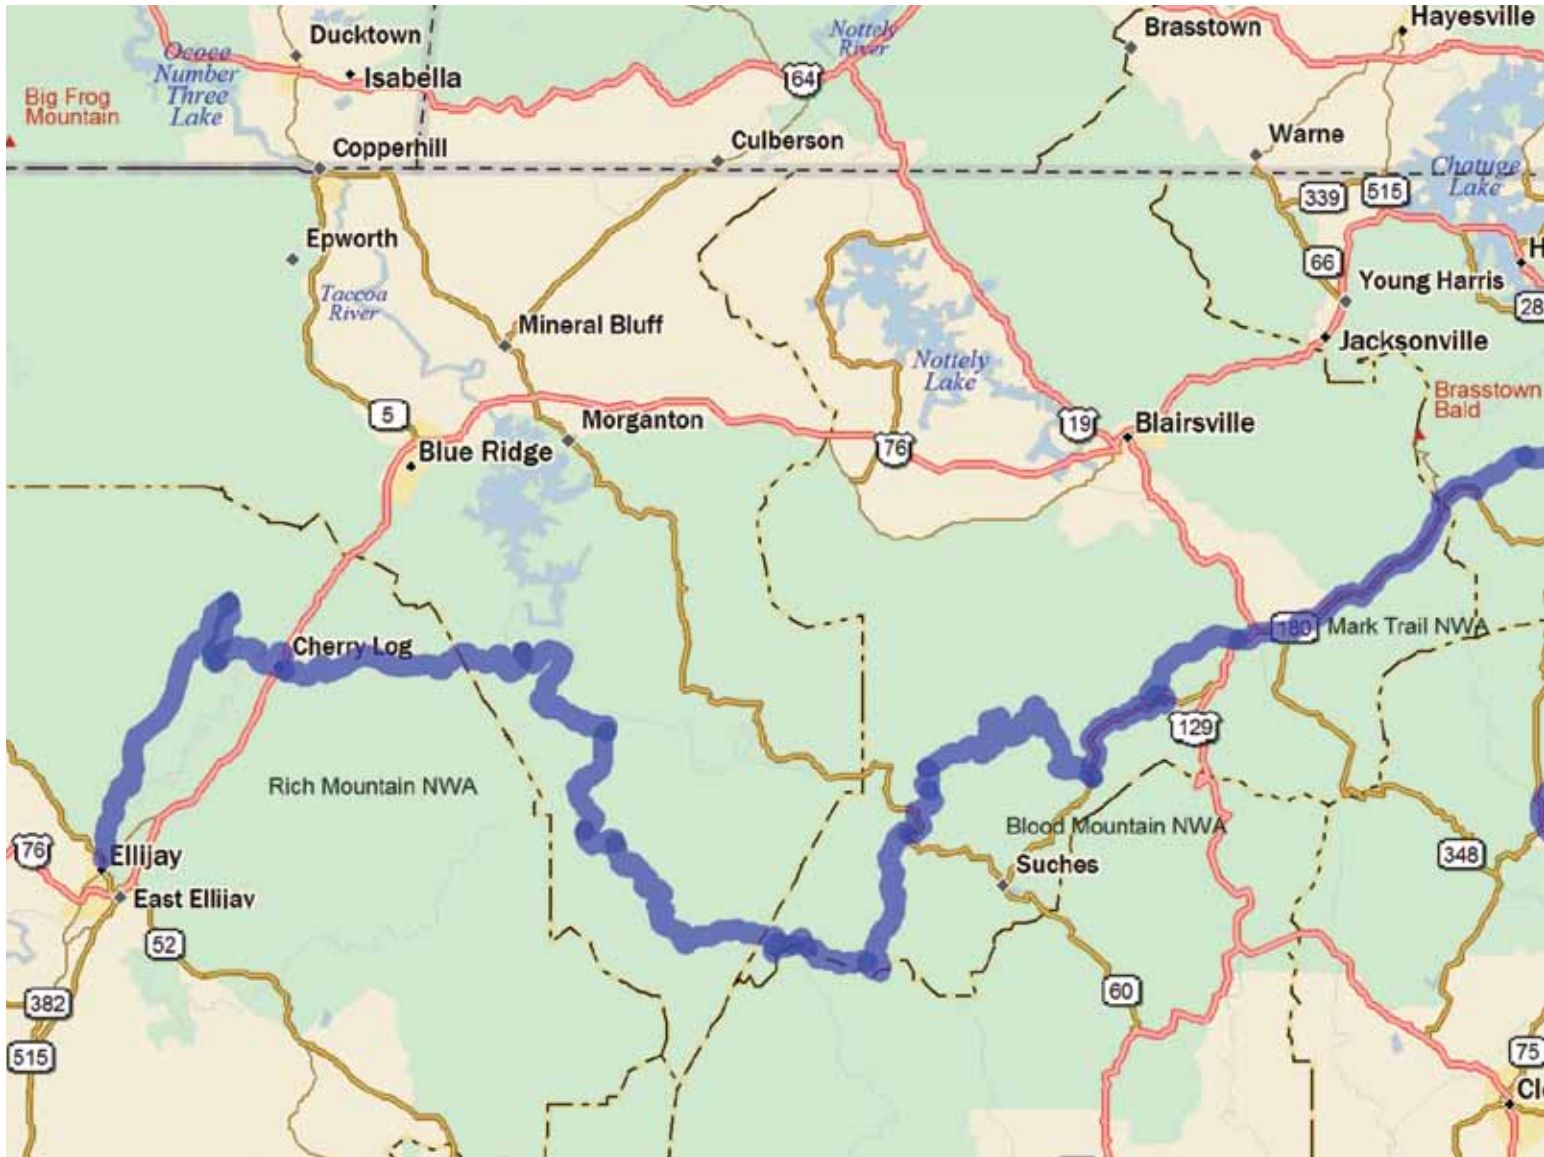 Hayesville
Brasstown
Nottely
River
Ducktown
Ococe
Number
Three
Lake
Isabella
64
Big Frog
Mountain
Warne
Culberson
Copperhill
Chatuge
Lake
339
515
Epworth
H
66
Young Harris
Taccoa
River
28
Mineral Bluff
Jacksonville
Nottely
Lake
Brasstown
Bald
5
Morganton
19
Blairsville
76
Blue Ridge
180
Mark Trail NWA
Cherry Log
129
Rich Mountain NWA
Blood Mountain NWA
76
Ellijay
348
Suches
East Ellijay
52
60
382
515
75
Cl